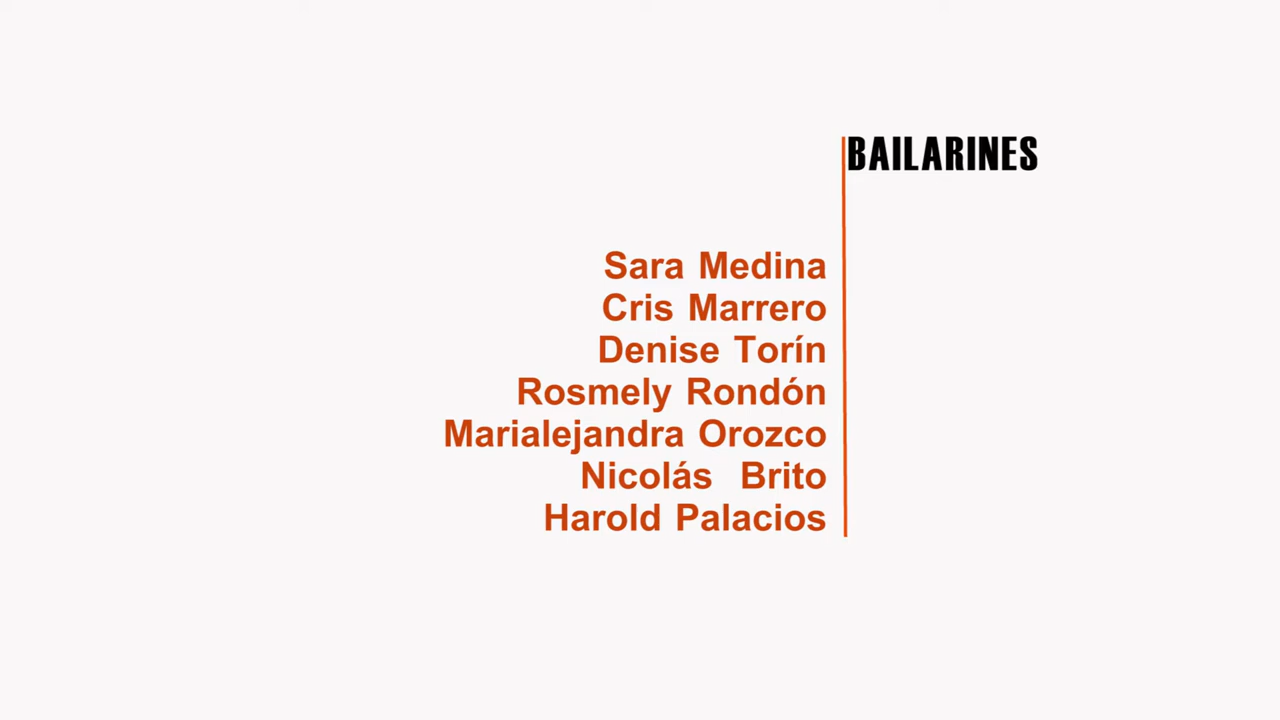 BAILARINES
Sara Medina
Cris Marrero
Denise Torín
Rosmely Rondón
Marialejandra Orozco
Nicolás  Brito
Harold Palacios